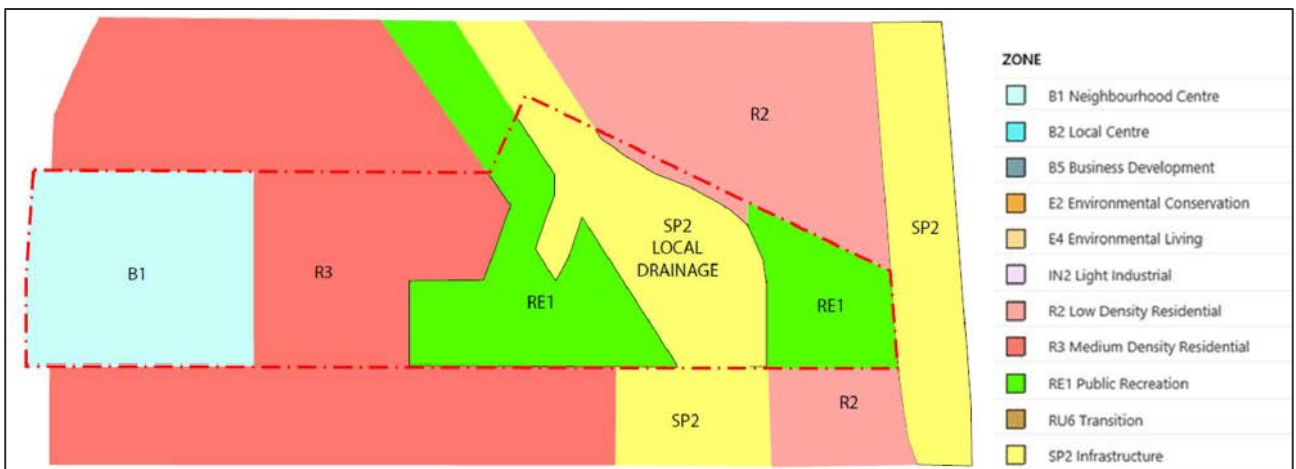 R2
SP2
B1
R3
SP2
LOCAL
DRAINAGE
RE1
RE1
R2
SP2
ZONE
B1 Neighbourhood Centre
B2 Local Centre
B5 Business Development
E2 Environmental Conservation
E4 Environmental Living
IN2 Light Industrial
R2 Low Density Residential
R3 Medium Density Residential
RE1 Public Recreation
RU6 Transition
SP2 Infrastructure